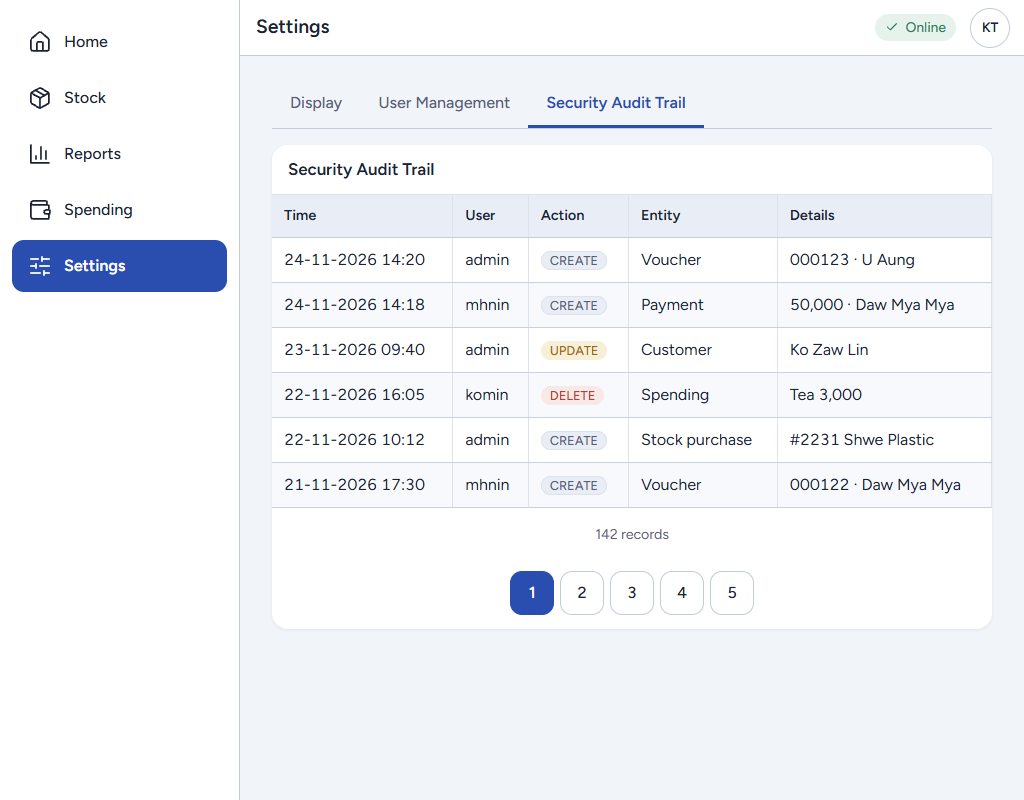 Home
Stock
Reports
Spending
Settings
Settings
Online
KT
Display User Management Security Audit Trail
Security Audit Trail
Time User Action Entity Details
24-11-2026 14:20 admin CREATE Voucher 000123 · U Aung
24-11-2026 14:18 mhnin CREATE Payment 50,000 · Daw Mya Mya
23-11-2026 09:40 admin UPDATE Customer Ko Zaw Lin
22-11-2026 16:05 komin DELETE Spending Tea 3,000
22-11-2026 10:12 admin CREATE Stock purchase #2231 Shwe Plastic
21-11-2026 17:30 mhnin CREATE Voucher 000122 · Daw Mya Mya
142 records
1 2 3 4 5